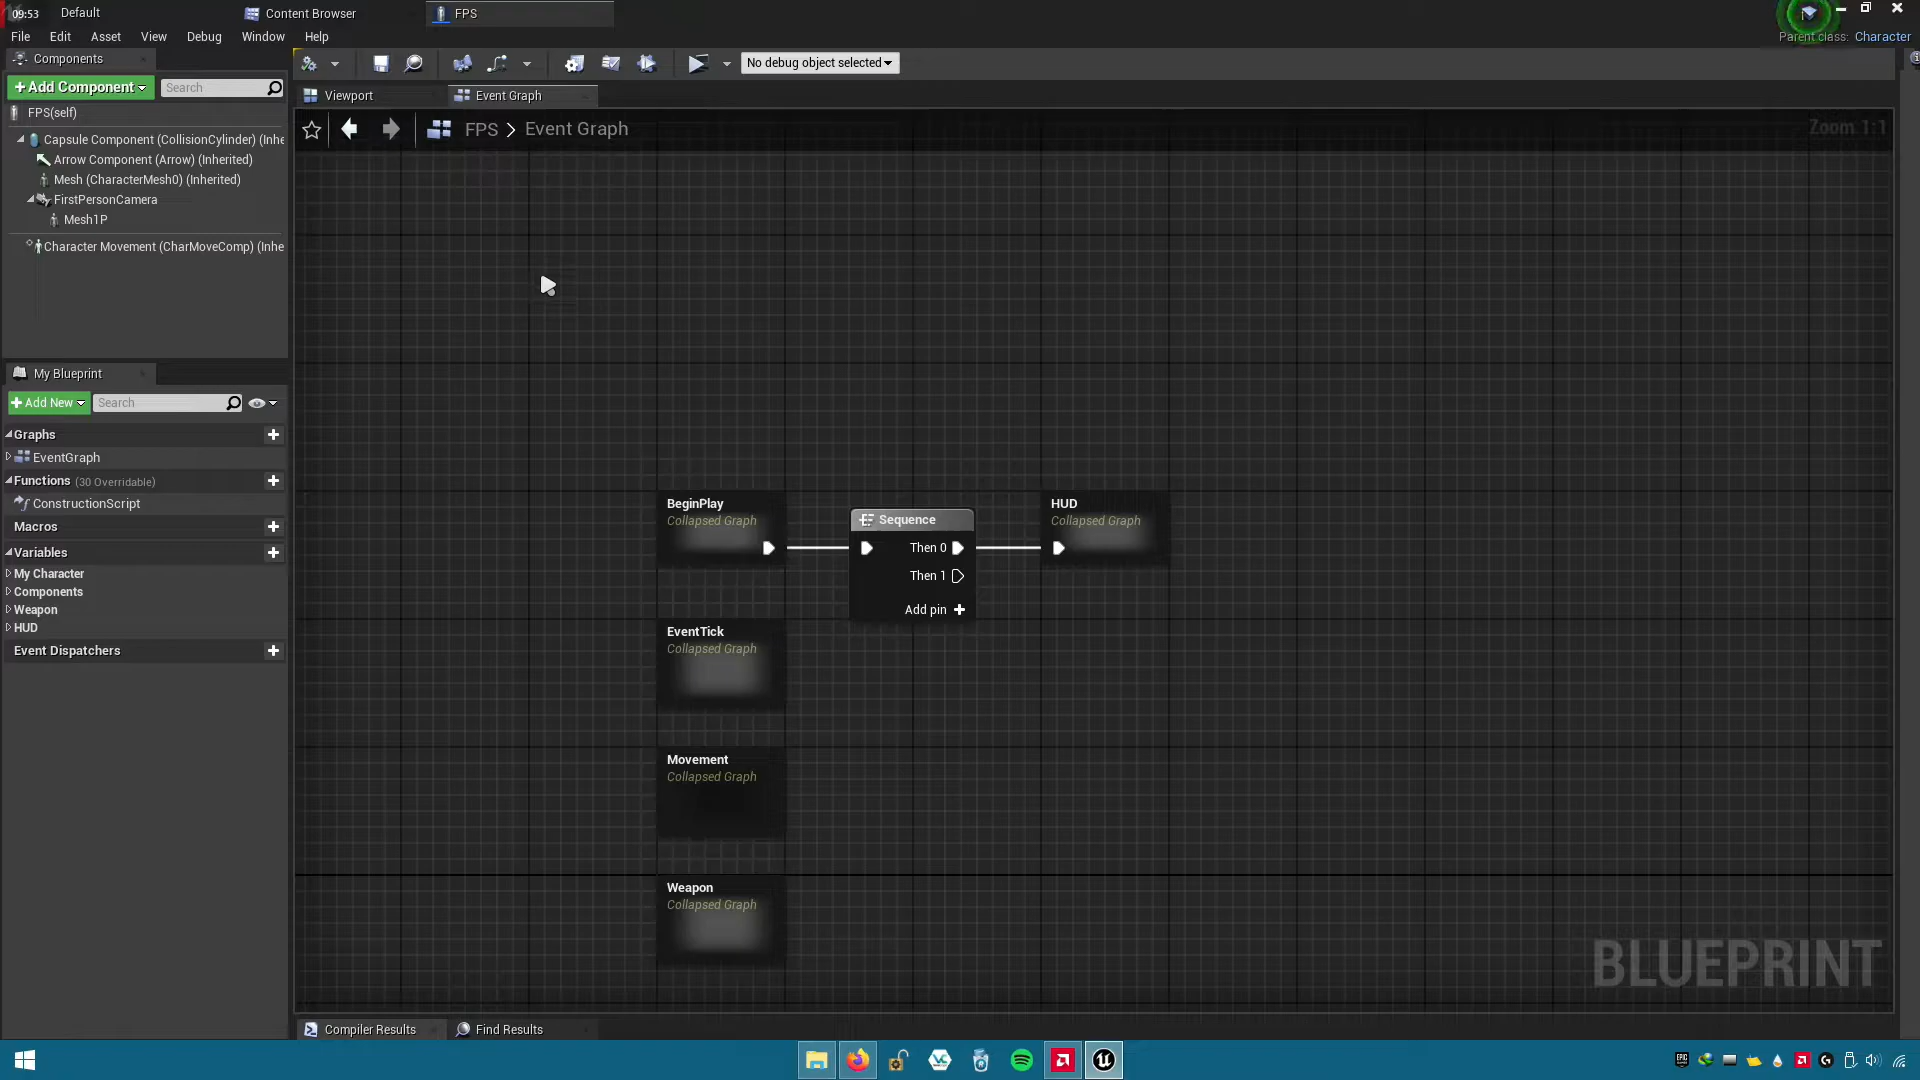 09:53
Default
Content Browser
FPS
File Edit Asset View Debug Window Help
Parent class: Character
Components
No debug object selected
+ Add Component
Search
Viewport
Event Graph
FPS(self)
FPS > Event Graph
Zoom 1:1
Capsule Component (CollisionCylinder) (Inhe
Arrow Component (Arrow) (Inherited)
Mesh (CharacterMesh0) (Inherited)
FirstPersonCamera
Mesh1P
Character Movement (CharMoveComp) (Inhe
My Blueprint
+ Add New
Search
Graphs
EventGraph
Functions (30 Overridable)
ConstructionScript
Macros
Variables
My Character
Components
Weapon
HUD
Event Dispatchers
BeginPlay
Collapsed Graph
Sequence
Then 0
Then 1
Add pin +
HUD
Collapsed Graph
EventTick
Collapsed Graph
Movement
Collapsed Graph
Weapon
Collapsed Graph
BLUEPRINT
Compiler Results
Find Results